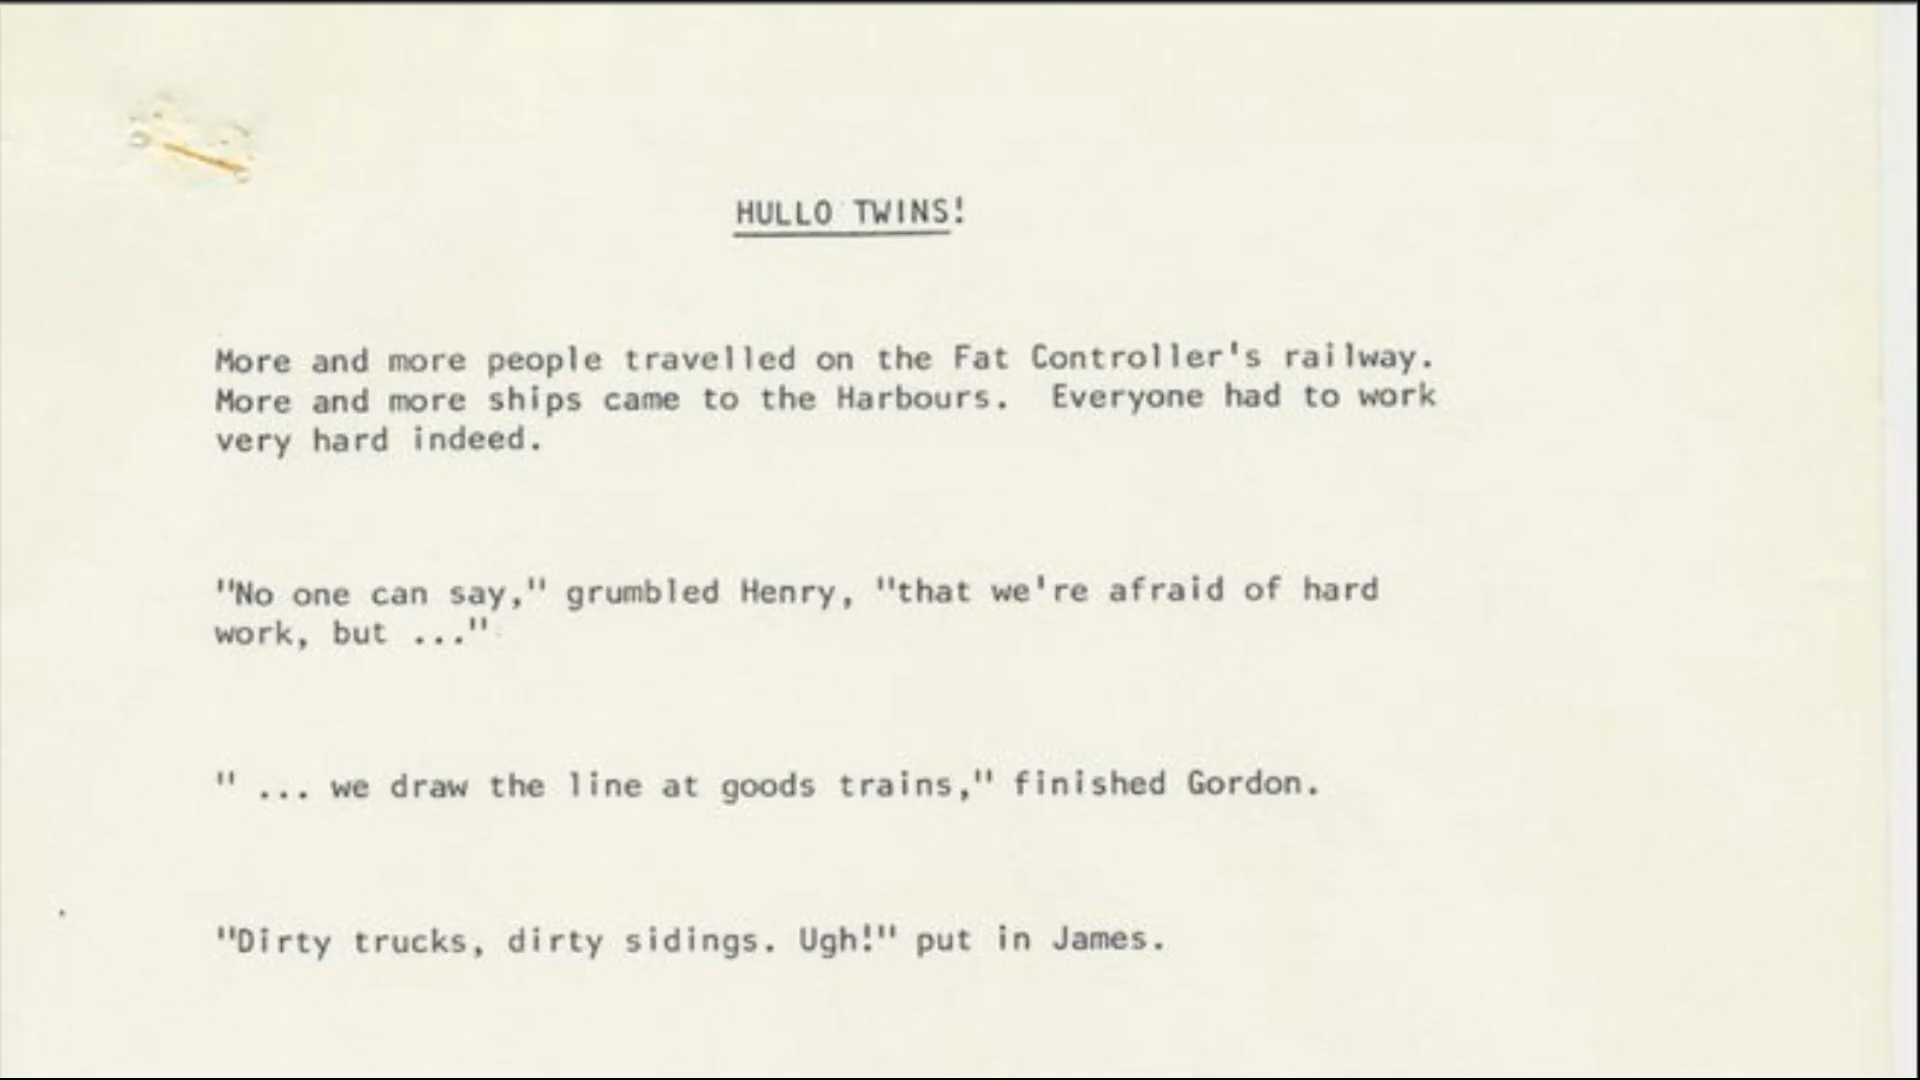 HULLO TWINS!
More and more people travelled on the Fat Controller's railway.
More and more ships came to the Harbours.  Everyone had to work
very hard indeed.
"No one can say," grumbled Henry, "that we're afraid of hard
work, but ..."
" ... we draw the line at goods trains," finished Gordon.
"Dirty trucks, dirty sidings. Ugh!" put in James.